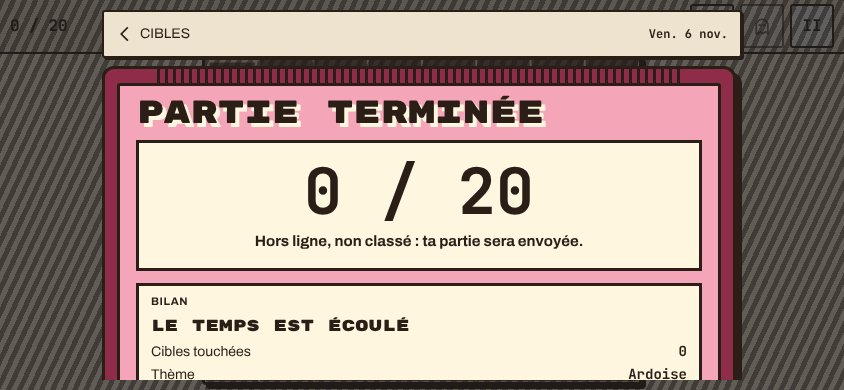 0 / 20
CIBLES
Ven. 6 nov.
II
PARTIE TERMINÉE
0 / 20
Hors ligne, non classé : ta partie sera envoyée.
BILAN
LE TEMPS EST ÉCOULÉ
Cibles touchées 0
Thème Ardoise